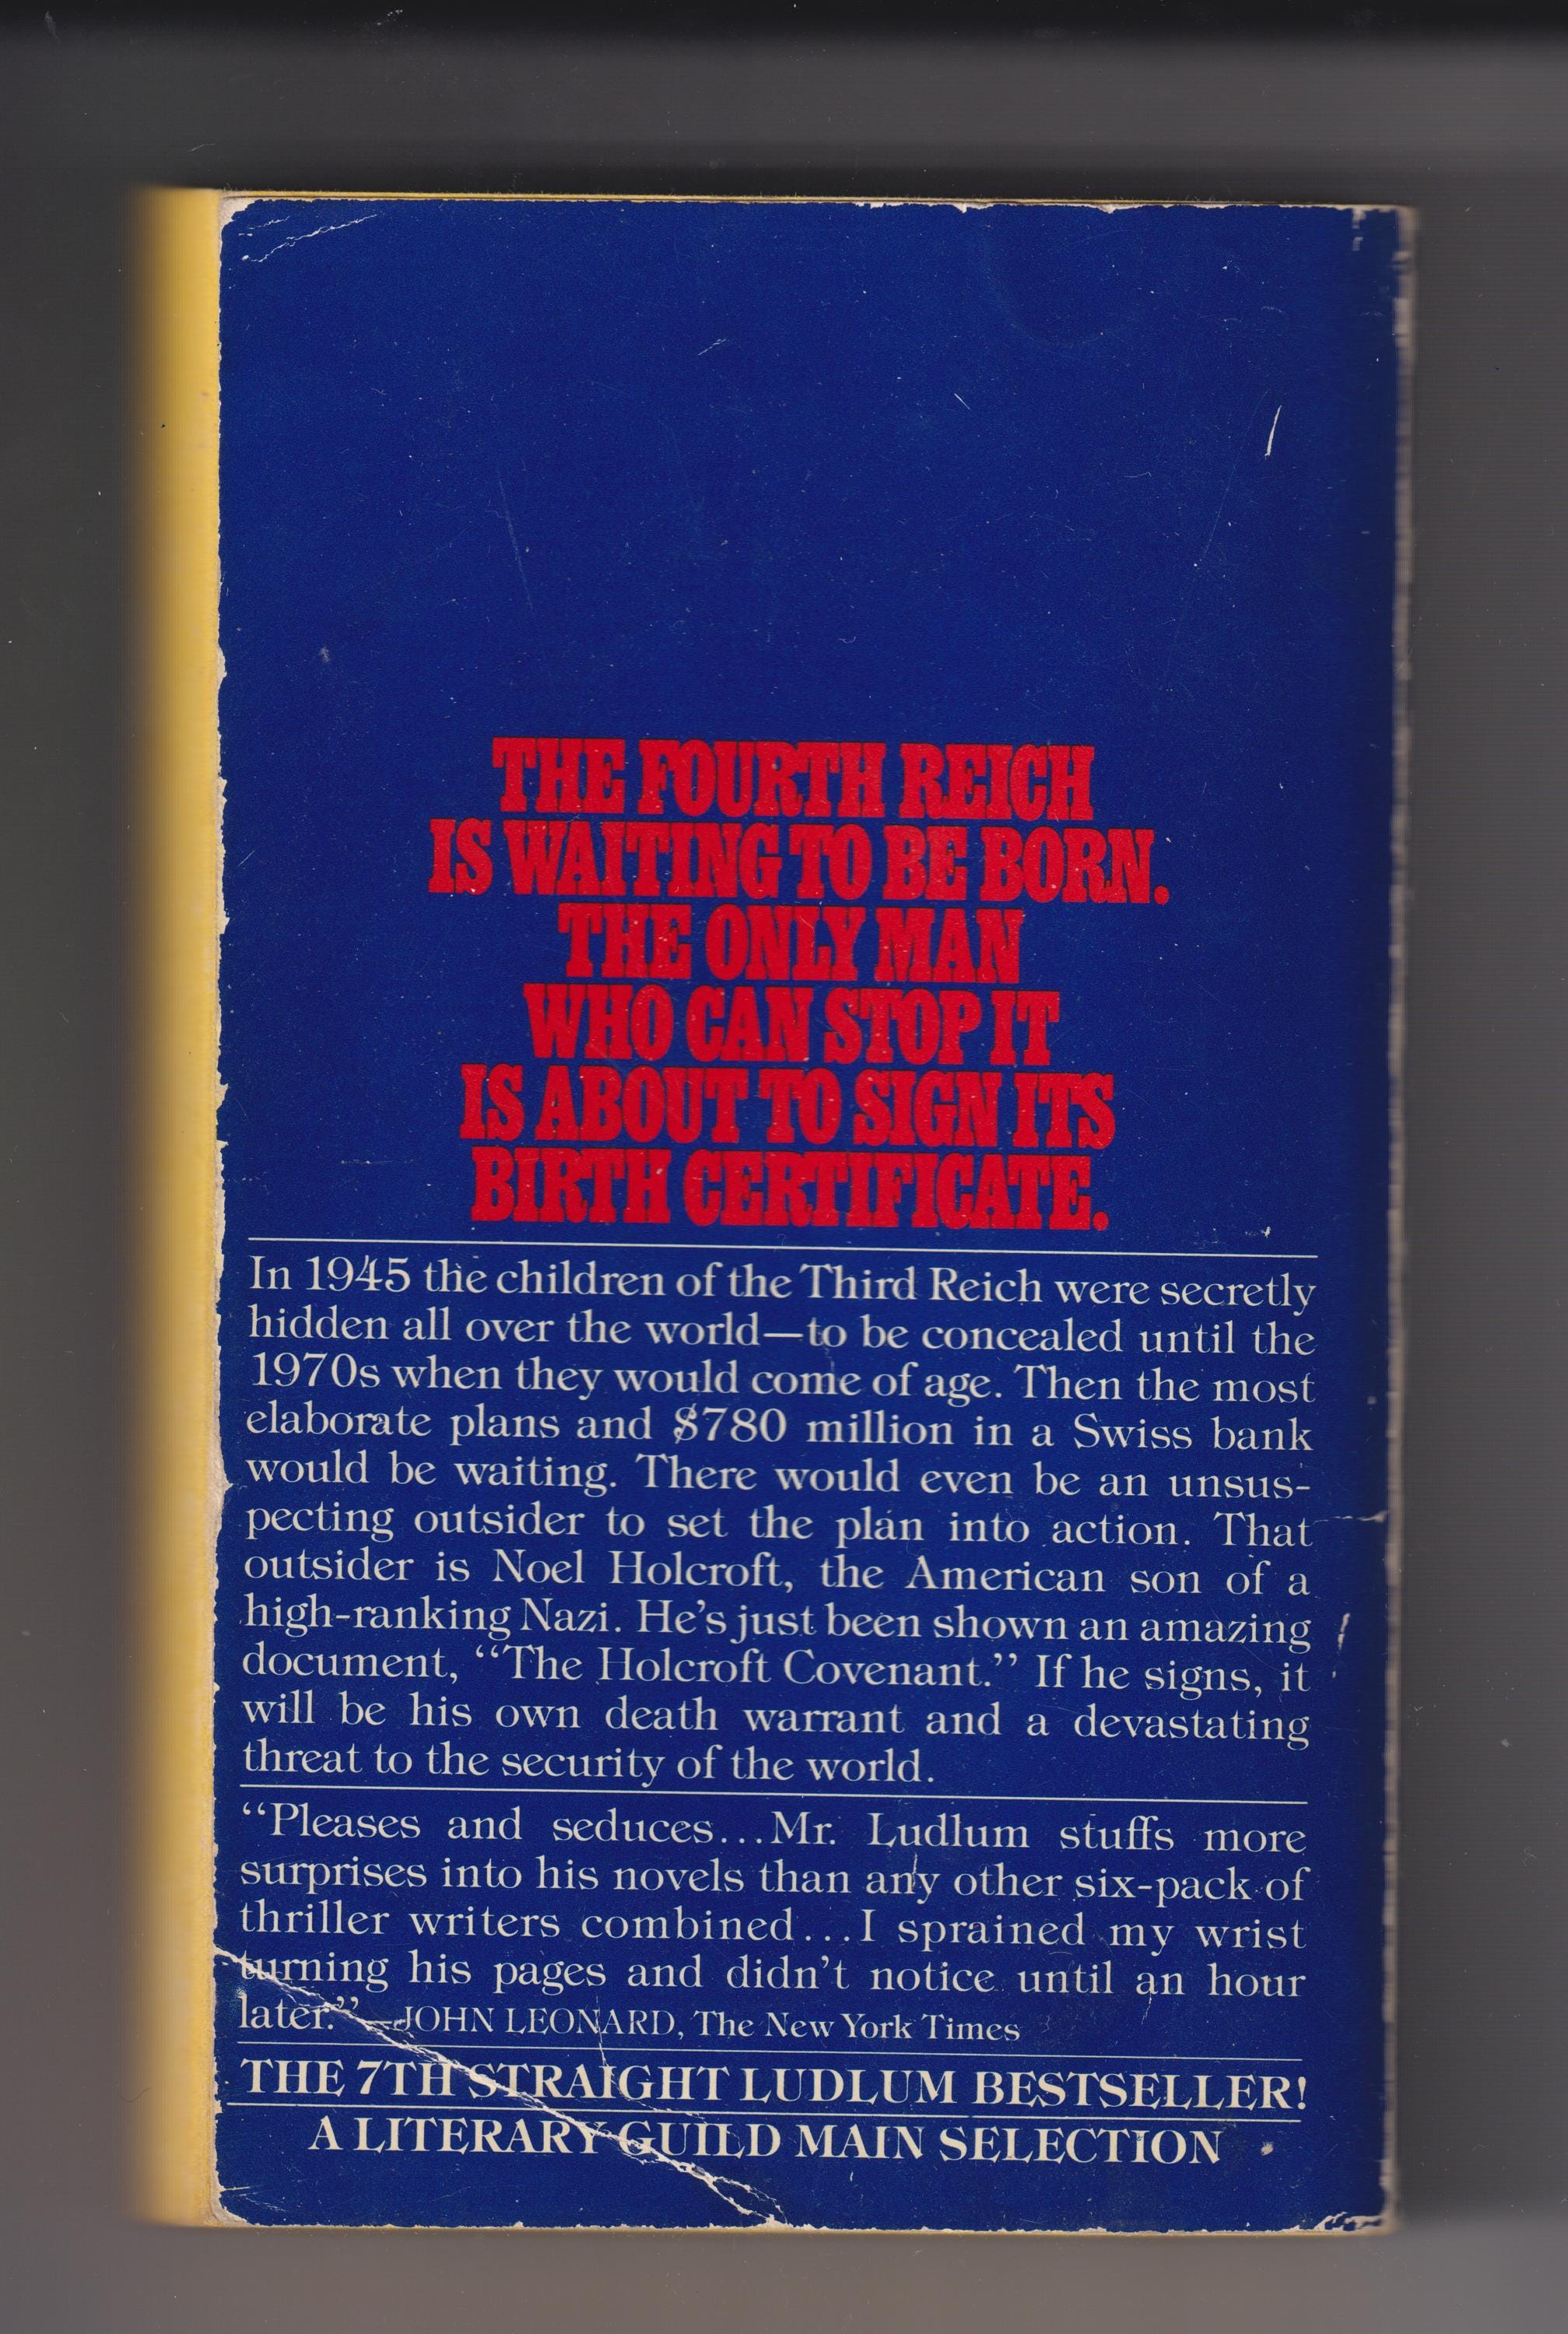 THE FOURTH REICH
IS WAITING TO BE BORN.
THE ONLY MAN
WHO CAN STOP IT
IS ABOUT TO SIGN ITS
BIRTH CERTIFICATE.
In 1945 the children of the Third Reich were secretly
hidden all over the world—to be concealed until the
1970s when they would come of age. Then the most
elaborate plans and $780 million in a Swiss bank
would be waiting. There would even be an unsus-
pecting outsider to set the plan into action. That
outsider is Noel Holcroft, the American son of a
high-ranking Nazi. He's just been shown an amazing
document, “The Holcroft Covenant.” If he signs, it
will be his own death warrant and a devastating
threat to the security of the world.
“Pleases and seduces...Mr. Ludlum stuffs more
surprises into his novels than any other six-pack of
thriller writers combined...I sprained my wrist
turning his pages and didn't notice until an hour
later.”—JOHN LEONARD, The New York Times
THE 7TH STRAIGHT LUDLUM BESTSELLER!
A LITERARY GUILD MAIN SELECTION